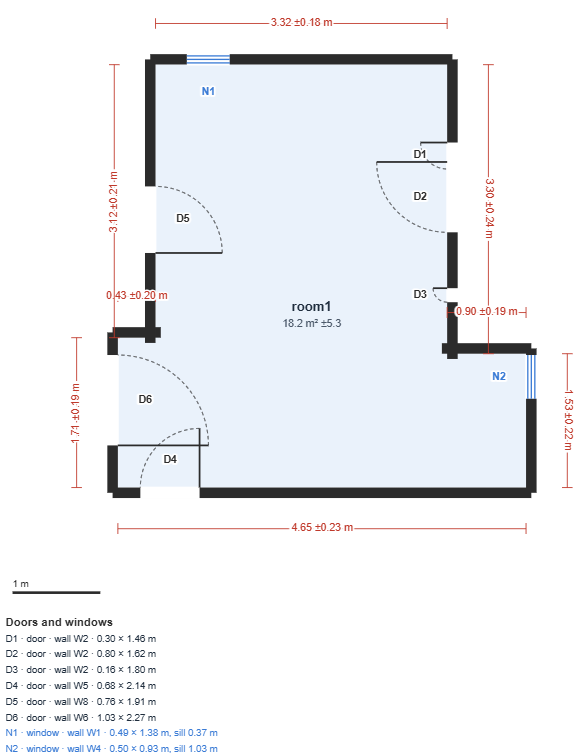 3.32 ±0.18 m
N1
D1
D2
3.12 ±0.21 m
3.30 ±0.24 m
D5
0.43 ±0.20 m
D3
0.90 ±0.19 m
room1
18.2 m² ±5.3
N2
D6
1.71 ±0.19 m
1.53 ±0.22 m
D4
4.65 ±0.23 m
1 m
Doors and windows
D1 · door · wall W2 · 0.30 × 1.46 m
D2 · door · wall W2 · 0.80 × 1.62 m
D3 · door · wall W2 · 0.16 × 1.80 m
D4 · door · wall W5 · 0.68 × 2.14 m
D5 · door · wall W8 · 0.76 × 1.91 m
D6 · door · wall W6 · 1.03 × 2.27 m
N1 · window · wall W1 · 0.49 × 1.38 m, sill 0.37 m
N2 · window · wall W4 · 0.50 × 0.93 m, sill 1.03 m